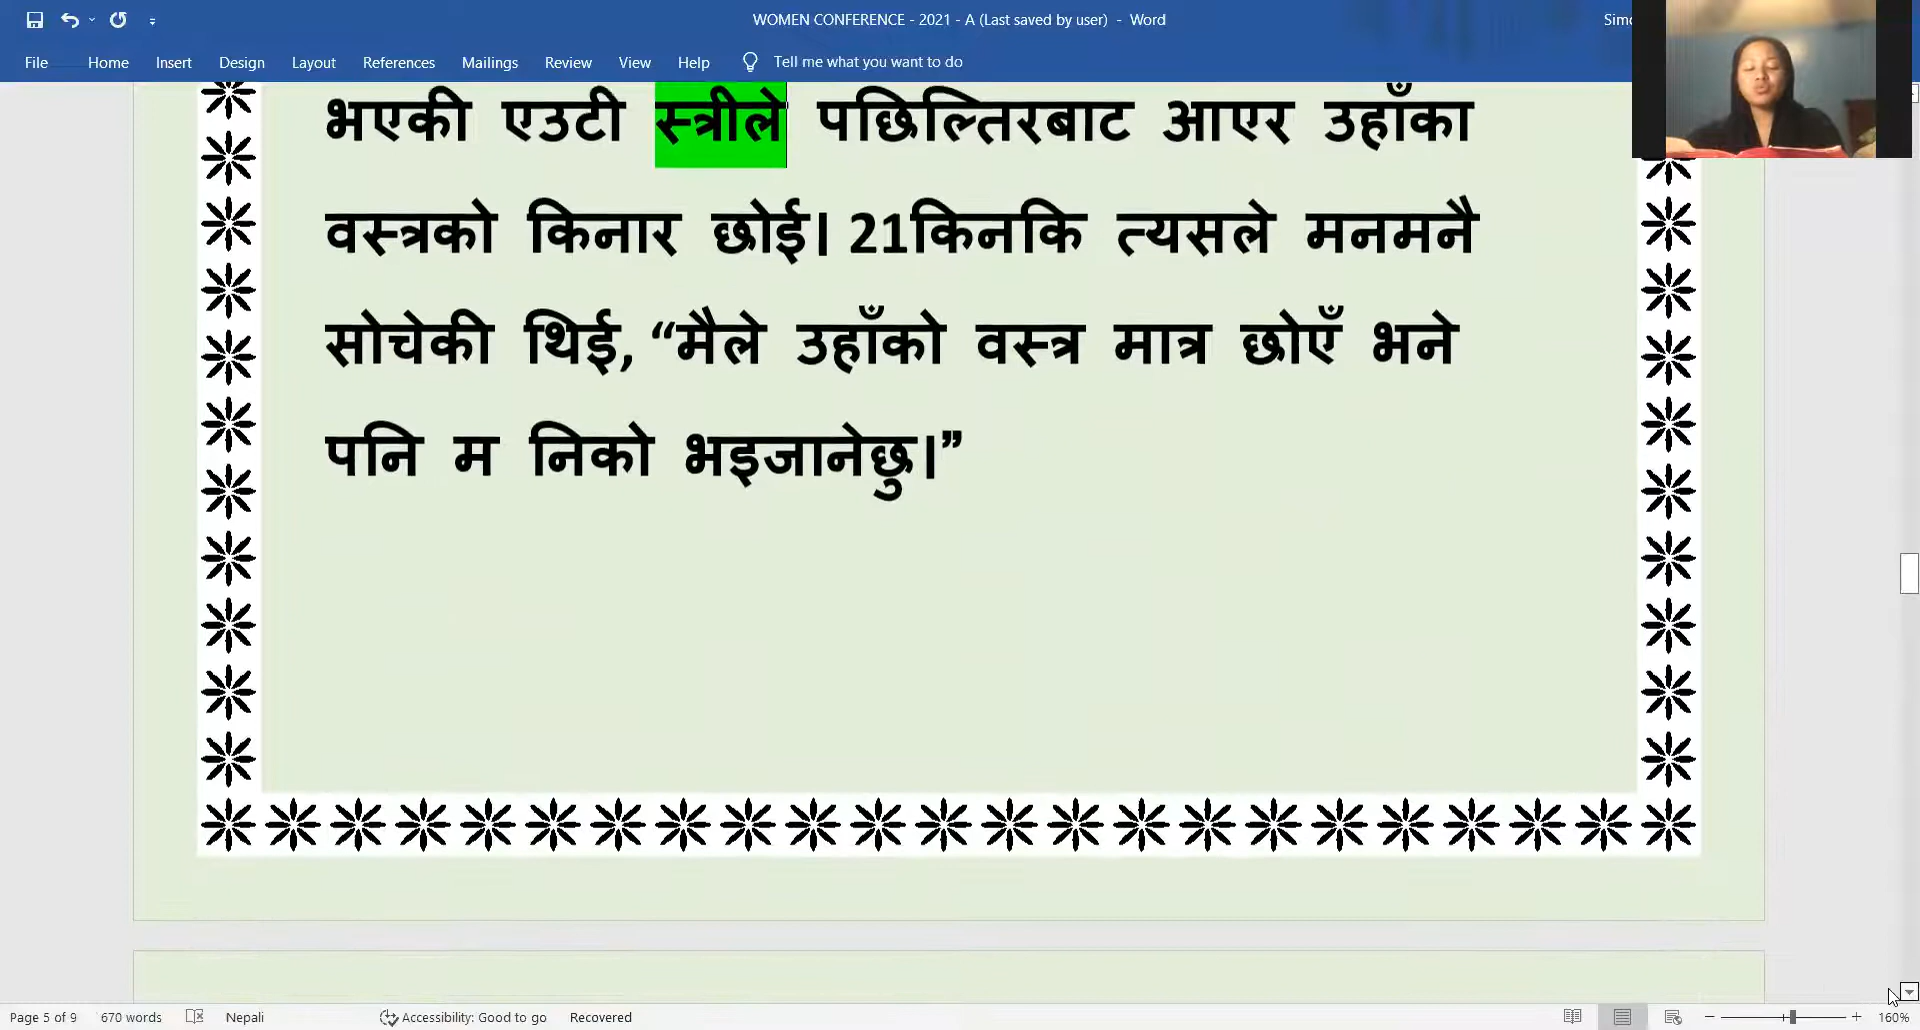 WOMEN CONFERENCE - 2021 - A (Last saved by user) - Word
File Home Insert Design Layout References Mailings Review View Help Tell me what you want to do
भएकी एउटी स्त्रीले पछिल्तिरबाट आएर उहाँका
वस्त्रको किनार छोई। 21किनकि त्यसले मनमनै
सोचेकी थिई, “मैले उहाँको वस्त्र मात्र छोएँ भने
पनि म निको भइजानेछु।”
Page 5 of 9 670 words Nepali Accessibility: Good to go Recovered 160%